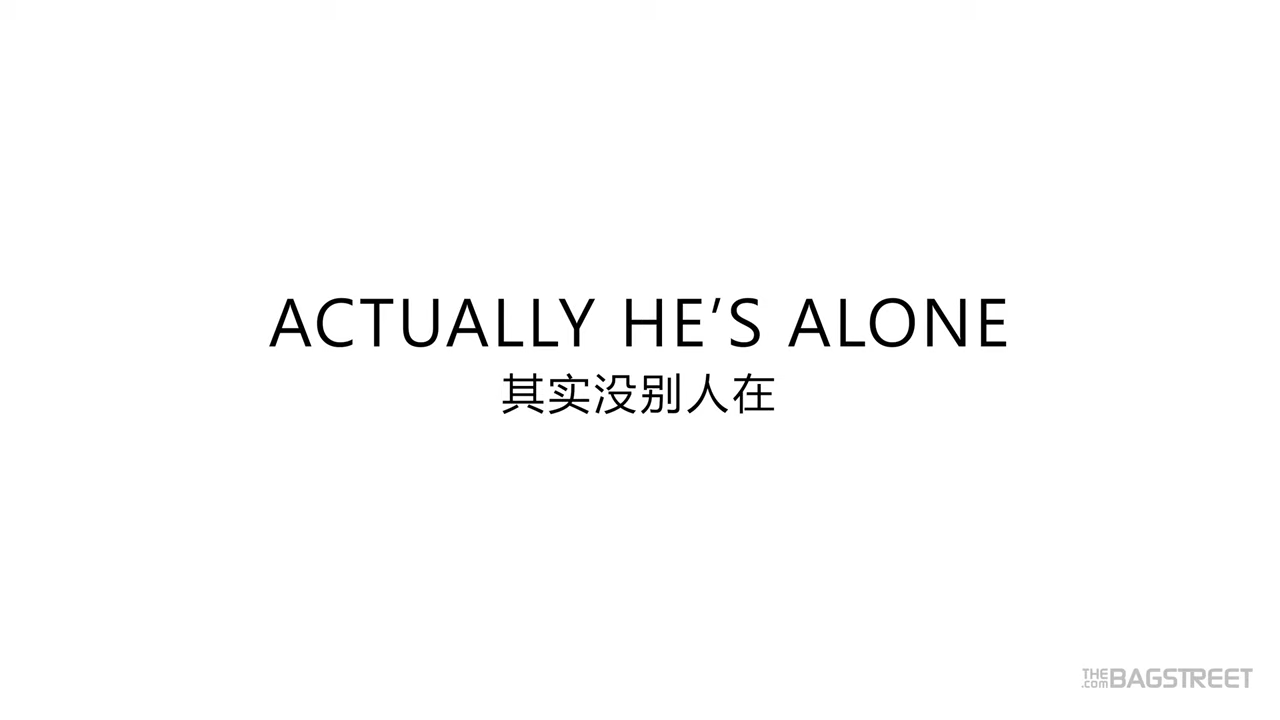 ACTUALLY HE’S ALONE
其实没别人在
THE
.com
BAGSTREET